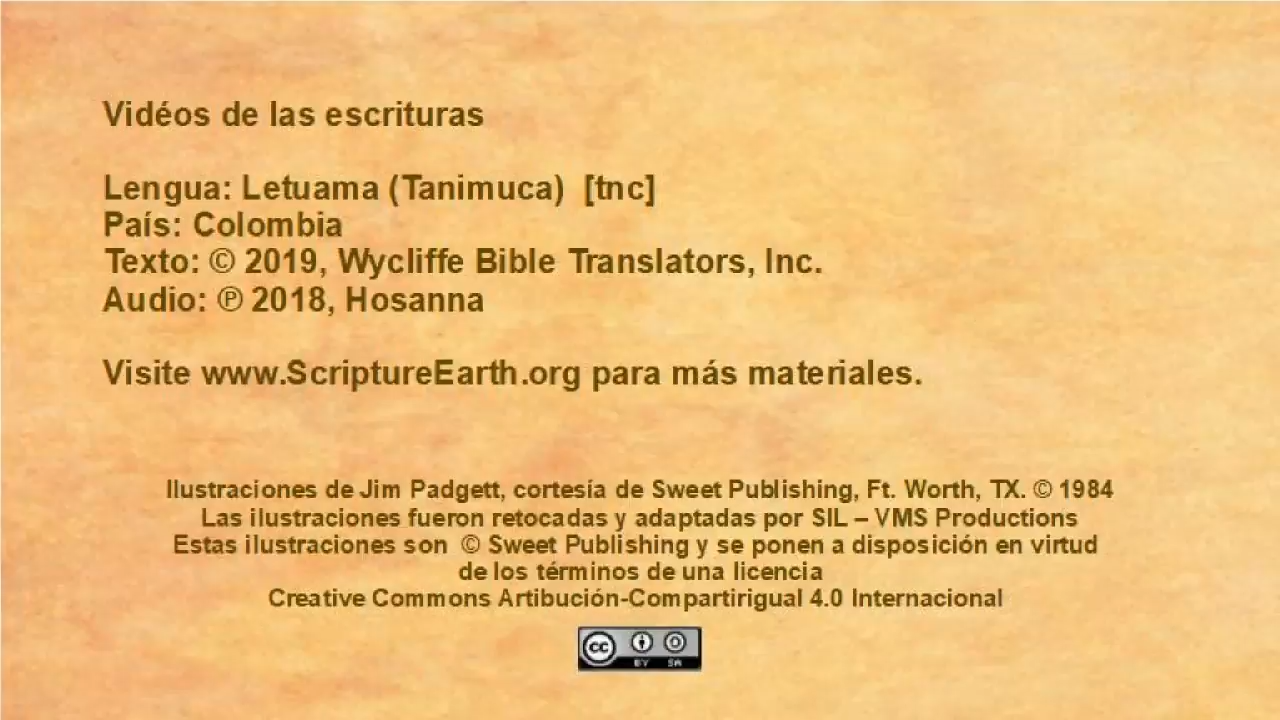 Vidéos de las escrituras
Lengua: Letuama (Tanimuca) [tnc]
País: Colombia
Texto: © 2019, Wycliffe Bible Translators, Inc.
Audio: ℗ 2018, Hosanna
Visite www.ScriptureEarth.org para más materiales.
Ilustraciones de Jim Padgett, cortesía de Sweet Publishing, Ft. Worth, TX. © 1984
Las ilustraciones fueron retocadas y adaptadas por SIL – VMS Productions
Estas ilustraciones son © Sweet Publishing y se ponen a disposición en virtud
de los términos de una licencia
Creative Commons Artibución-Compartirigual 4.0 Internacional
cc BY SA